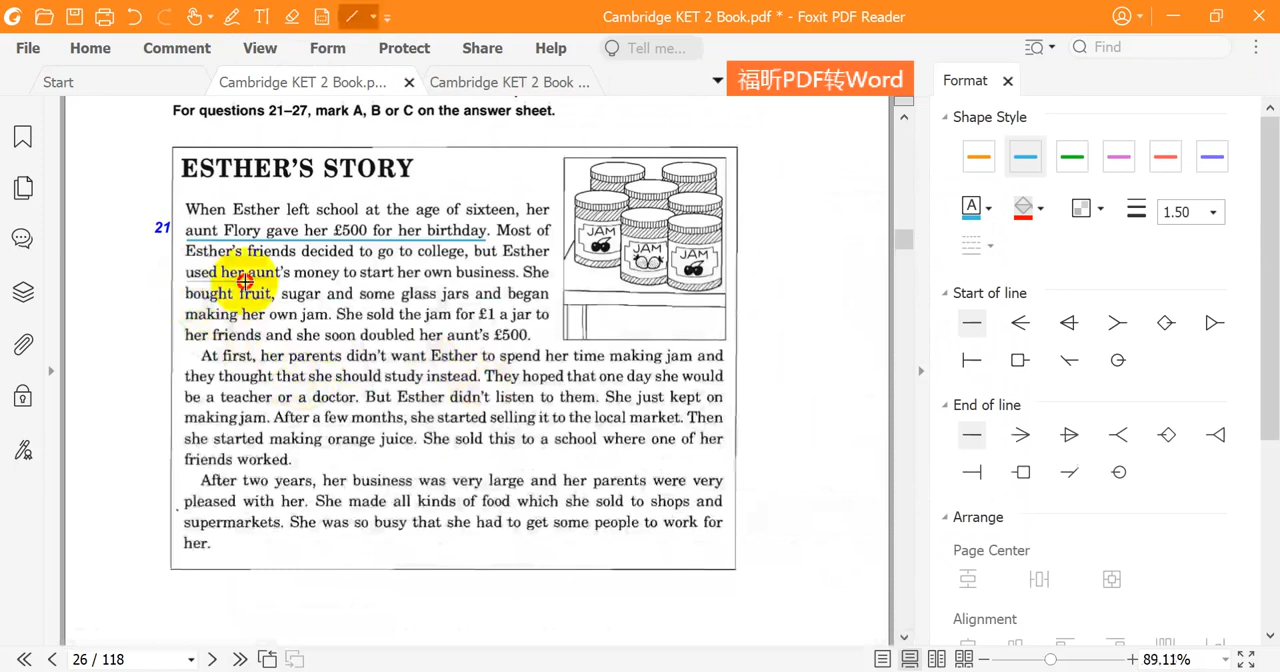 Cambridge KET 2 Book.pdf * - Foxit PDF Reader
File Home Comment View Form Protect Share Help Tell me... Find
Start Cambridge KET 2 Book.p... Cambridge KET 2 Book ... 福昕PDF转Word Format
For questions 21–27, mark A, B or C on the answer sheet.
ESTHER'S STORY
21
When Esther left school at the age of sixteen, her
aunt Flory gave her £500 for her birthday. Most of
Esther's friends decided to go to college, but Esther
used her aunt's money to start her own business. She
bought fruit, sugar and some glass jars and began
making her own jam. She sold the jam for £1 a jar to
her friends and she soon doubled her aunt's £500.
JAM
JAM
JAM
JAM
At first, her parents didn't want Esther to spend her time making jam and
they thought that she should study instead. They hoped that one day she would
be a teacher or a doctor. But Esther didn't listen to them. She just kept on
making jam. After a few months, she started selling it to the local market. Then
she started making orange juice. She sold this to a school where one of her
friends worked.
After two years, her business was very large and her parents were very
pleased with her. She made all kinds of food which she sold to shops and
supermarkets. She was so busy that she had to get some people to work for
her.
Shape Style
A
1.50
Start of line
End of line
Arrange
Page Center
Alignment
26 / 118
89.11%